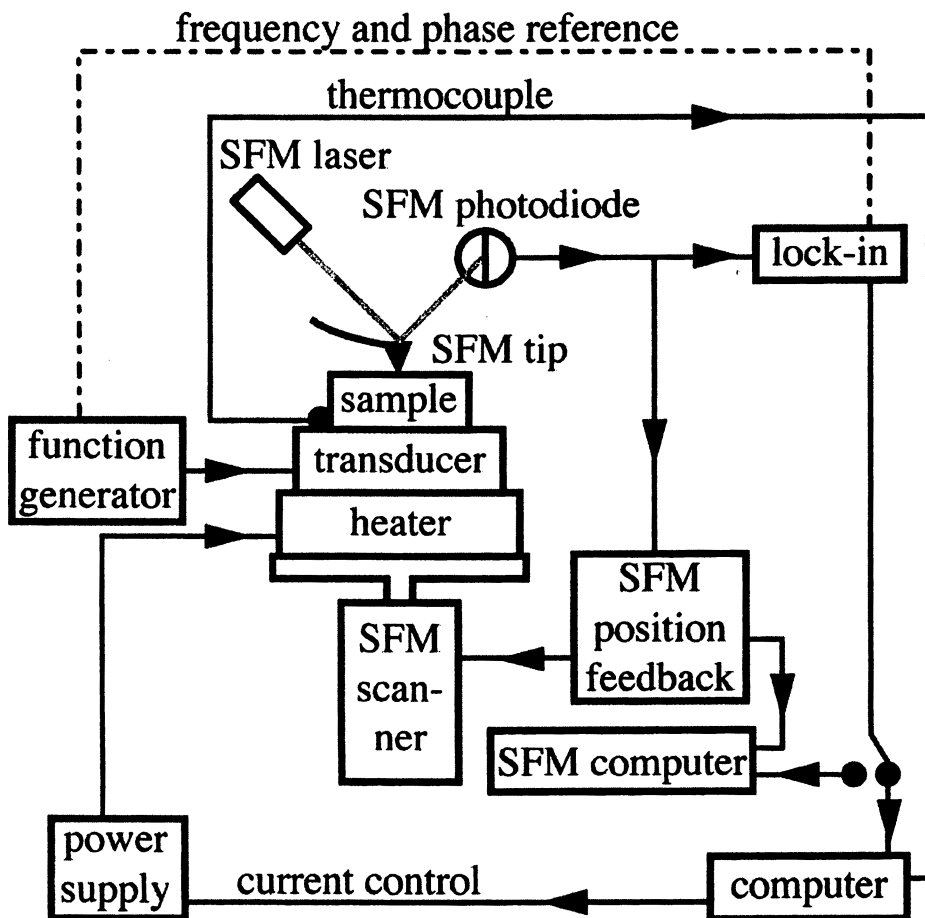 frequency and phase reference
thermocouple
SFM laser
SFM photodiode
lock-in
SFM tip
sample
function
generator
transducer
heater
SFM
position
feedback
SFM
scan-
ner
SFM computer
power
supply
current control
computer